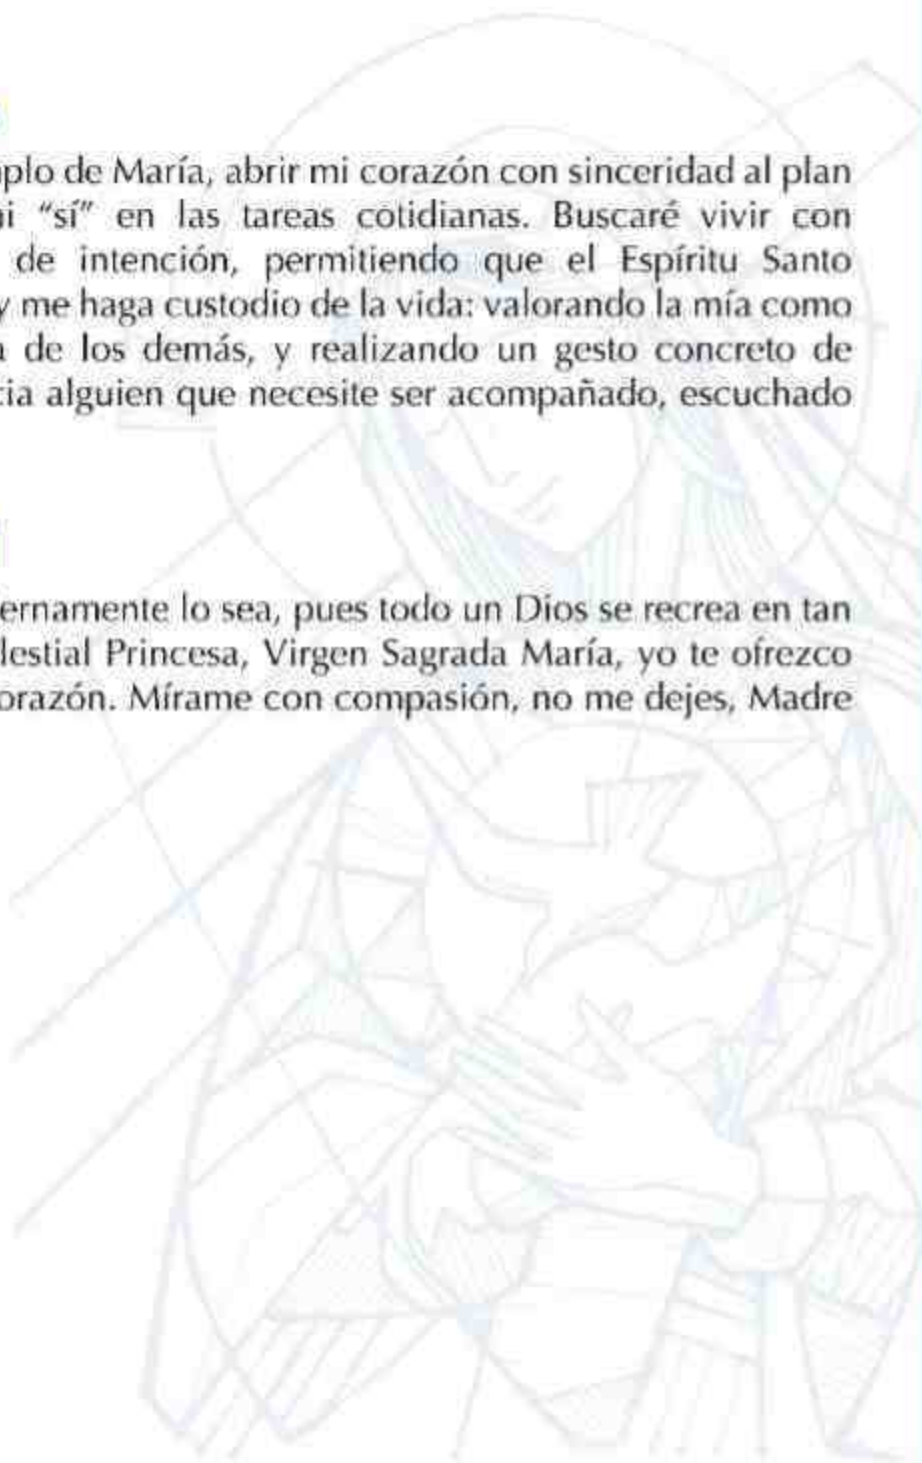 plo de María, abrir mi corazón con sinceridad al plan
"sí" en las tareas cotidianas. Buscaré vivir con
de intención, permitiendo que el Espíritu Santo
y me haga custodio de la vida: valorando la mía como
de los demás, y realizando un gesto concreto de
cia alguien que necesite ser acompañado, escuchado
ernamente lo sea, pues todo un Dios se recrea en tan
lestial Princesa, Virgen Sagrada María, yo te ofrezco
orazón. Mírame con compasión, no me dejes, Madre